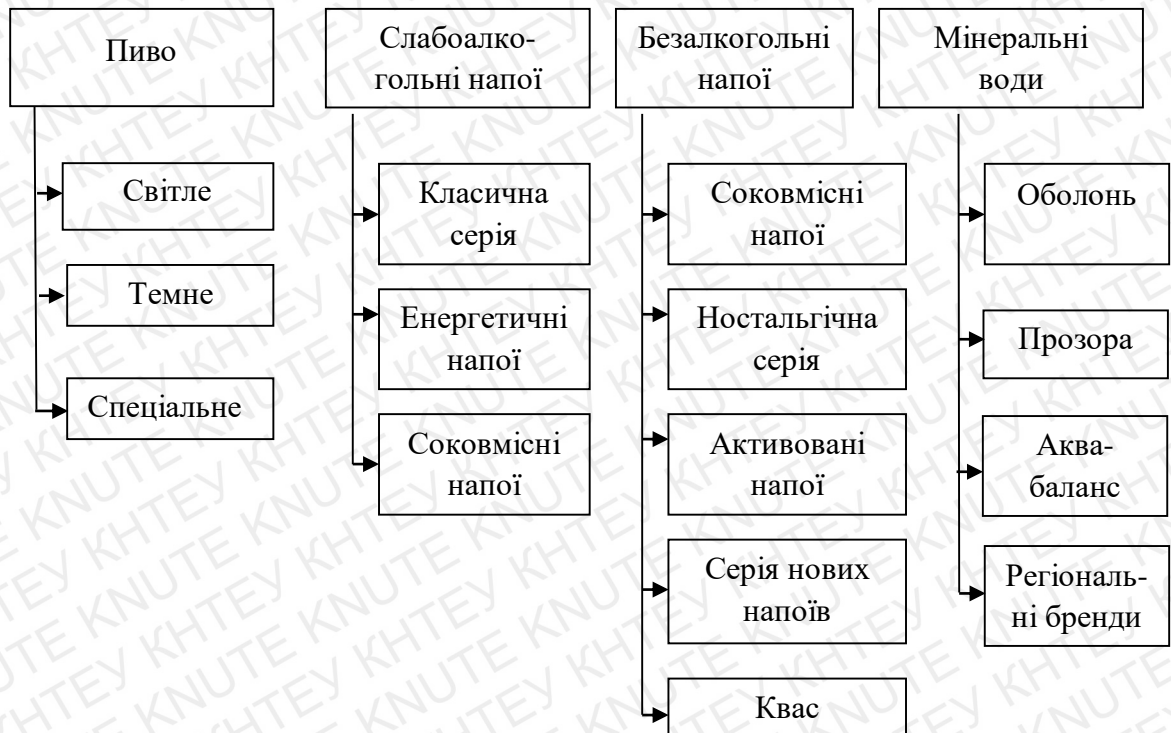 Пиво
Світле
Темне
Спеціальне
Слабоалко-
гольні напої
Класична
серія
Енергетичні
напої
Соковмісні
напої
Безалкогольні
напої
Соковмісні
напої
Ностальгічна
серія
Активовані
напої
Серія нових
напоїв
Квас
Мінеральні
води
Оболонь
Прозора
Аква-
баланс
Регіональ-
ні бренди